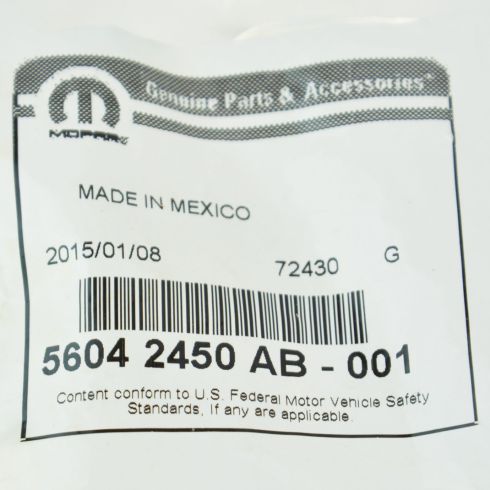 Genuine Parts & Accessories
MOPAR
MADE IN MEXICO
2015/01/08 72430 G
5604 2450 AB - 001
Content conform to U.S. Federal Motor Vehicle Safety
Standards, If any are applicable.